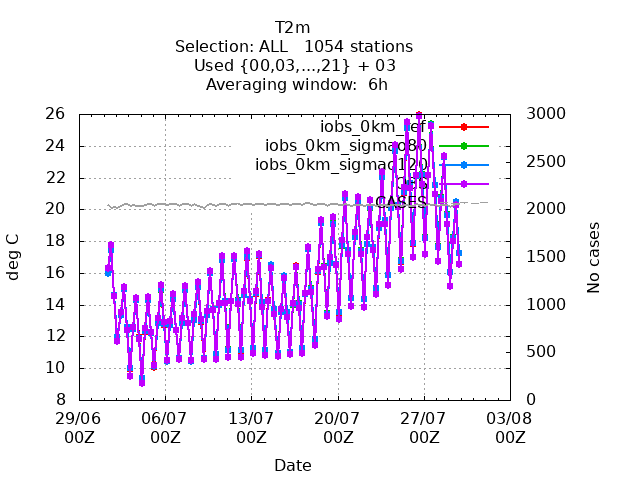 T2m
Selection: ALL   1054 stations
Used {00,03,...,21} + 03
Averaging window:  6h
26
24
22
20
18
16
14
12
10
8
deg C
3000
2500
2000
1500
1000
500
0
No cases
iobs_0km_ref
iobs_0km_sigmao80
iobs_0km_sigmao120
OBS
CASES
29/06 06/07 13/07 20/07 27/07 03/08
00Z 00Z 00Z 00Z 00Z 00Z
Date